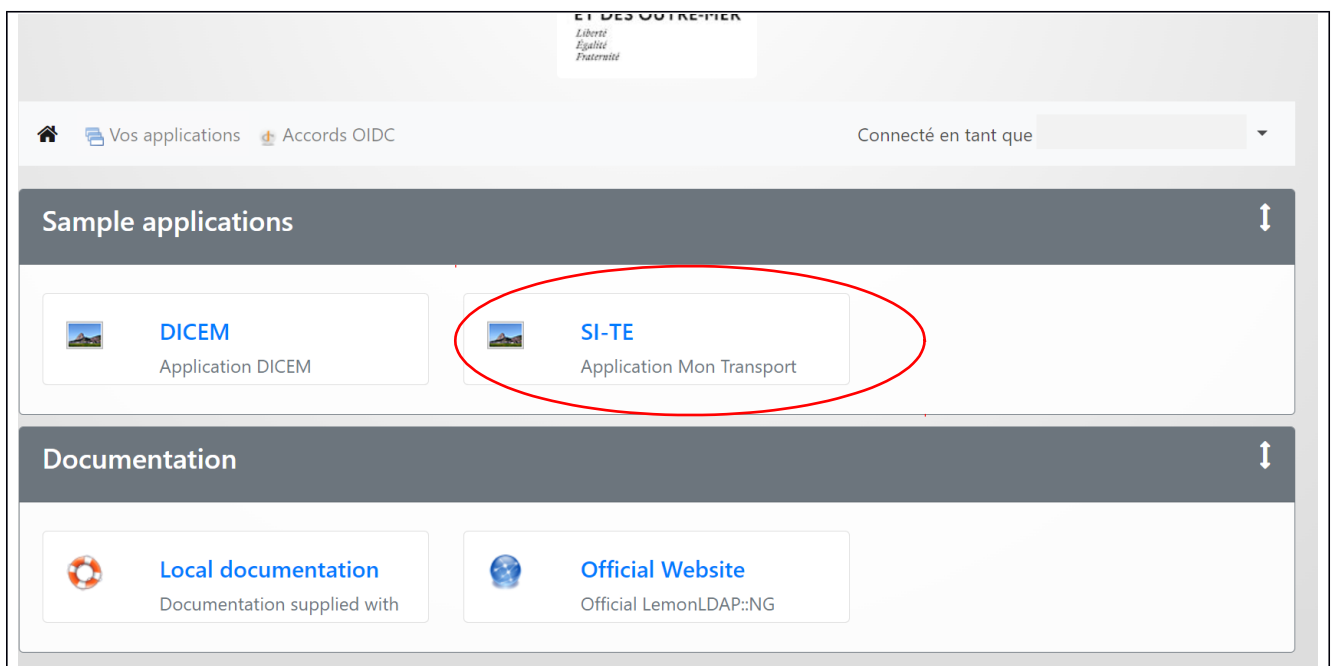 ET DES OUTRE-MER
Liberté
Égalité
Fraternité
Vos applications Accords OIDC Connecté en tant que
Sample applications
DICEM
Application DICEM
SI-TE
Application Mon Transport
Documentation
Local documentation
Documentation supplied with
Official Website
Official LemonLDAP::NG